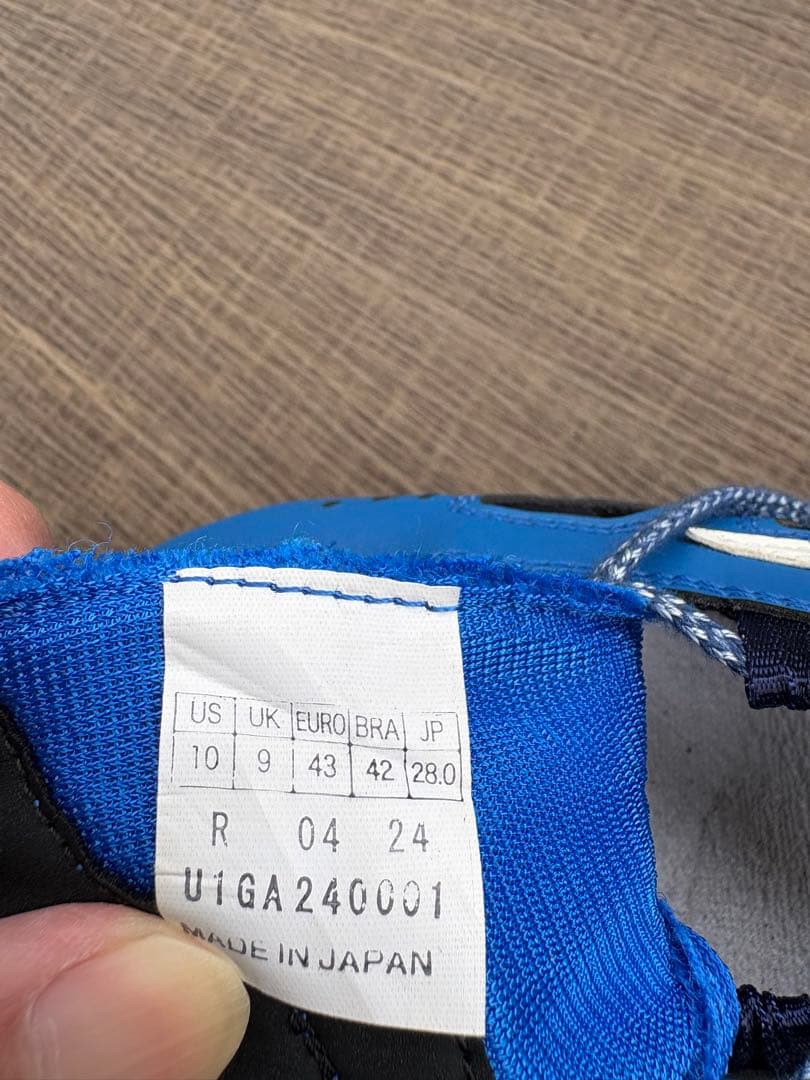 US UK EURO BRA JP
10 9 43 42 28.0
R 04 24
U1GA240001
MADE IN JAPAN